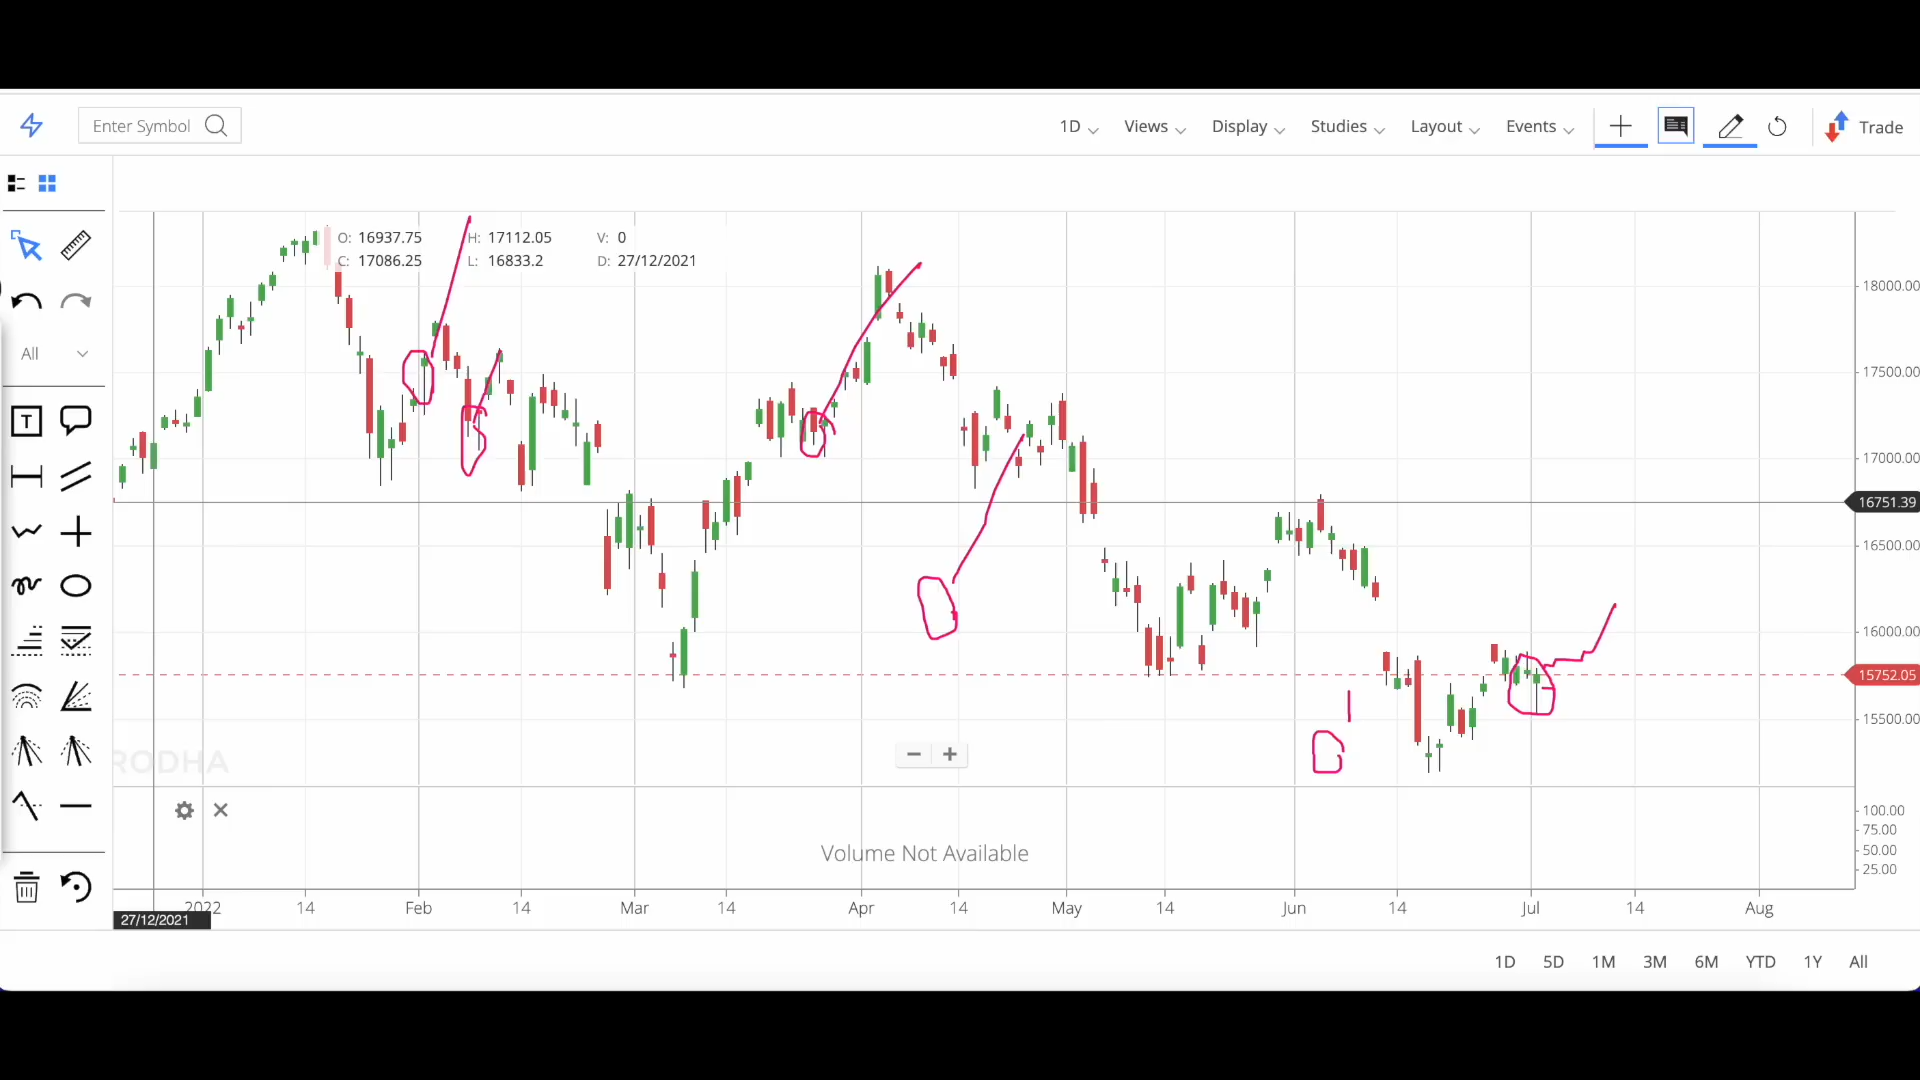 Enter Symbol
1D Views Display Studies Layout Events Trade
O: 16937.75 H: 17112.05 V: 0
C: 17086.25 L: 16833.2 D: 27/12/2021
All
T
18000.00
17500.00
17000.00
16751.39
16500.00
16000.00
15752.05
15500.00
RODHA
100.00
75.00
50.00
25.00
Volume Not Available
2022 14 Feb 14 Mar 14 Apr 14 May 14 Jun 14 Jul 14 Aug
27/12/2021
1D 5D 1M 3M 6M YTD 1Y All